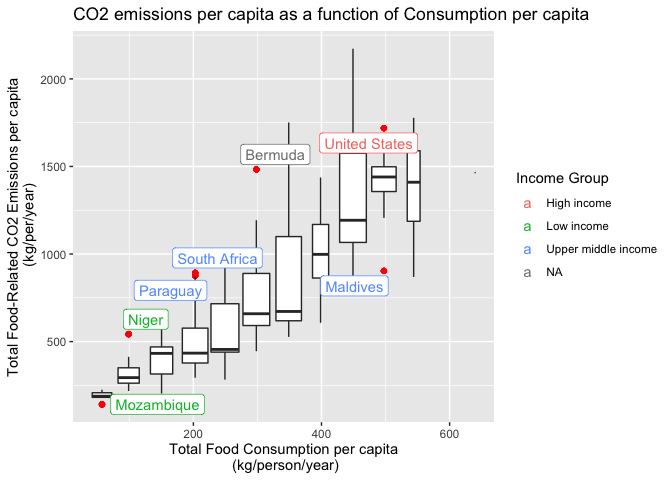 CO2 emissions per capita as a function of Consumption per capita
Total Food-Related CO2 Emissions per capita
(kg/per/year)
2000
1500
1000
500
United States
Bermuda
South Africa
Paraguay
Maldives
Niger
Mozambique
200
400
600
Total Food Consumption per capita
(kg/person/year)
Income Group
a High income
a Low income
a Upper middle income
a NA